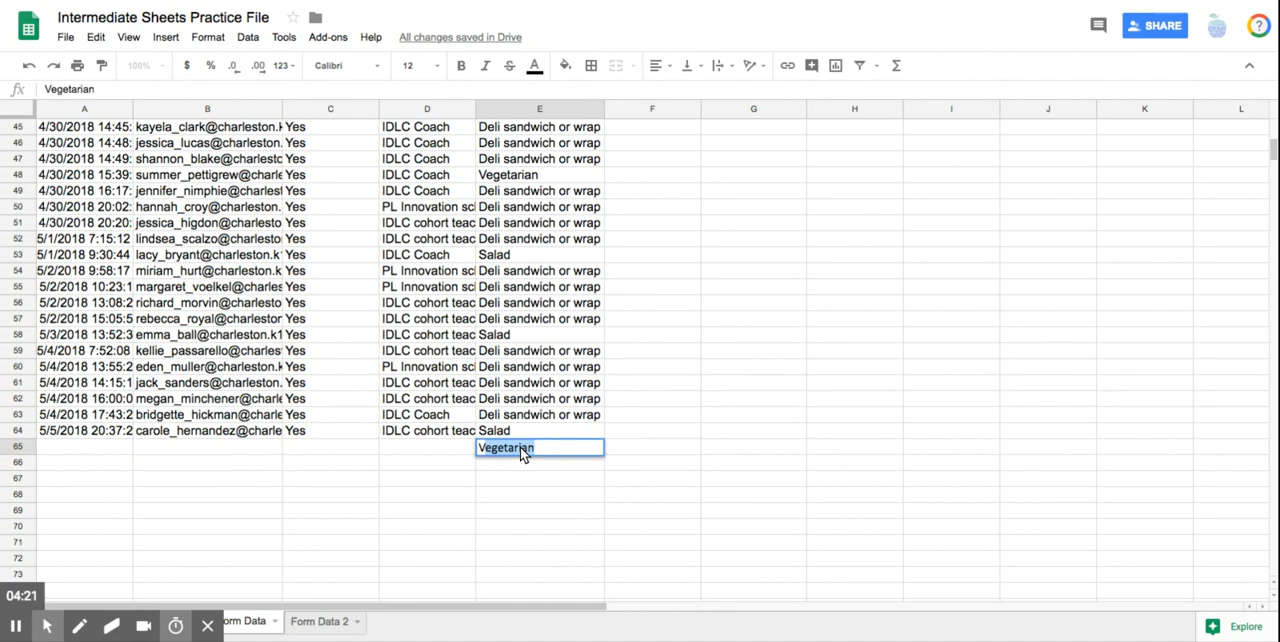 Intermediate Sheets Practice File
File Edit View Insert Format Data Tools Add-ons Help All changes saved in Drive
SHARE
100% $ % .0 .00 123 Calibri 12 B I S A
fx Vegetarian
A B C D E F G H I J K L
45 4/30/2018 14:45: kayela_clark@charleston.k Yes IDLC Coach Deli sandwich or wrap
46 4/30/2018 14:48: jessica_lucas@charleston. Yes IDLC Coach Deli sandwich or wrap
47 4/30/2018 14:49: shannon_blake@charlesto Yes IDLC Coach Deli sandwich or wrap
48 4/30/2018 15:39: summer_pettigrew@charle Yes IDLC Coach Vegetarian
49 4/30/2018 16:17: jennifer_nimphie@charlest Yes IDLC Coach Deli sandwich or wrap
50 4/30/2018 20:02: hannah_croy@charleston. Yes PL Innovation scl Deli sandwich or wrap
51 4/30/2018 20:20: jessica_higdon@charlesto Yes IDLC cohort teac Deli sandwich or wrap
52 5/1/2018 7:15:12 lindsea_scalzo@charlesto Yes IDLC cohort teac Deli sandwich or wrap
53 5/1/2018 9:30:44 lacy_bryant@charleston.k Yes IDLC Coach Salad
54 5/2/2018 9:58:17 miriam_hurt@charleston.k Yes PL Innovation scl Deli sandwich or wrap
55 5/2/2018 10:23:1 margaret_voelkel@charles Yes PL Innovation scl Deli sandwich or wrap
56 5/2/2018 13:08:2 richard_morvin@charlesto Yes IDLC cohort teac Deli sandwich or wrap
57 5/2/2018 15:05:5 rebecca_royal@charleston Yes IDLC cohort teac Deli sandwich or wrap
58 5/3/2018 13:52:3 emma_ball@charleston.k1 Yes IDLC cohort teac Salad
59 5/4/2018 7:52:08 kellie_passarello@charles Yes IDLC cohort teac Deli sandwich or wrap
60 5/4/2018 13:55:2 eden_muller@charleston.k Yes PL Innovation scl Deli sandwich or wrap
61 5/4/2018 14:15:1 jack_sanders@charleston. Yes IDLC cohort teac Deli sandwich or wrap
62 5/4/2018 16:00:0 megan_minchener@charle Yes IDLC cohort teac Deli sandwich or wrap
63 5/4/2018 17:43:2 bridgette_hickman@charle Yes IDLC Coach Deli sandwich or wrap
64 5/5/2018 20:37:2 carole_hernandez@charle Yes IDLC cohort teac Salad
65 Vegetarian
66
67
68
69
70
71
72
73
04:21
orm Data Form Data 2 Explore